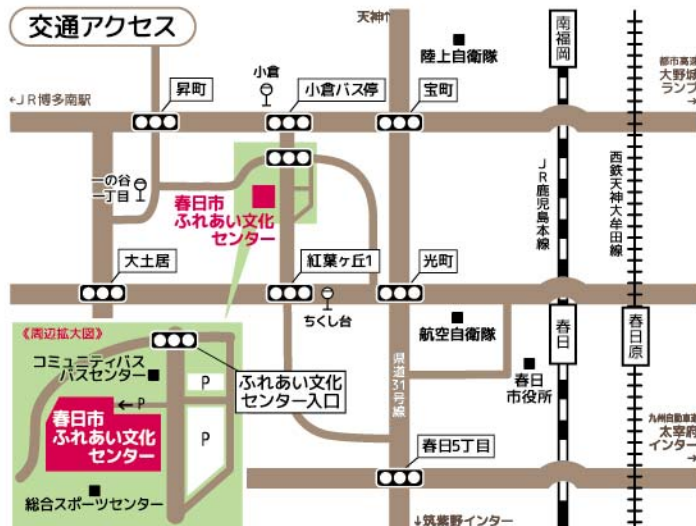 交通アクセス
天神↑
陸上自衛隊
南福岡
都市高速
大野城
ランプ
→
←JR博多南駅
昇町
小倉
小倉バス停
宝町
一の谷
一丁目
春日市
ふれあい文化
センター
JR鹿児島本線
西鉄天神大牟田線
大土居
紅葉ヶ丘1
光町
ちくし台
航空自衛隊
春日
春日原
県道31号線
春日
市役所
《周辺拡大図》
コミュニティバス
バスセンター
ふれあい文化
センター入口
P
←P
P
春日市
ふれあい文化
センター
総合スポーツセンター
春日5丁目
九州自動車道
太宰府
インター
→
↓筑紫野インター